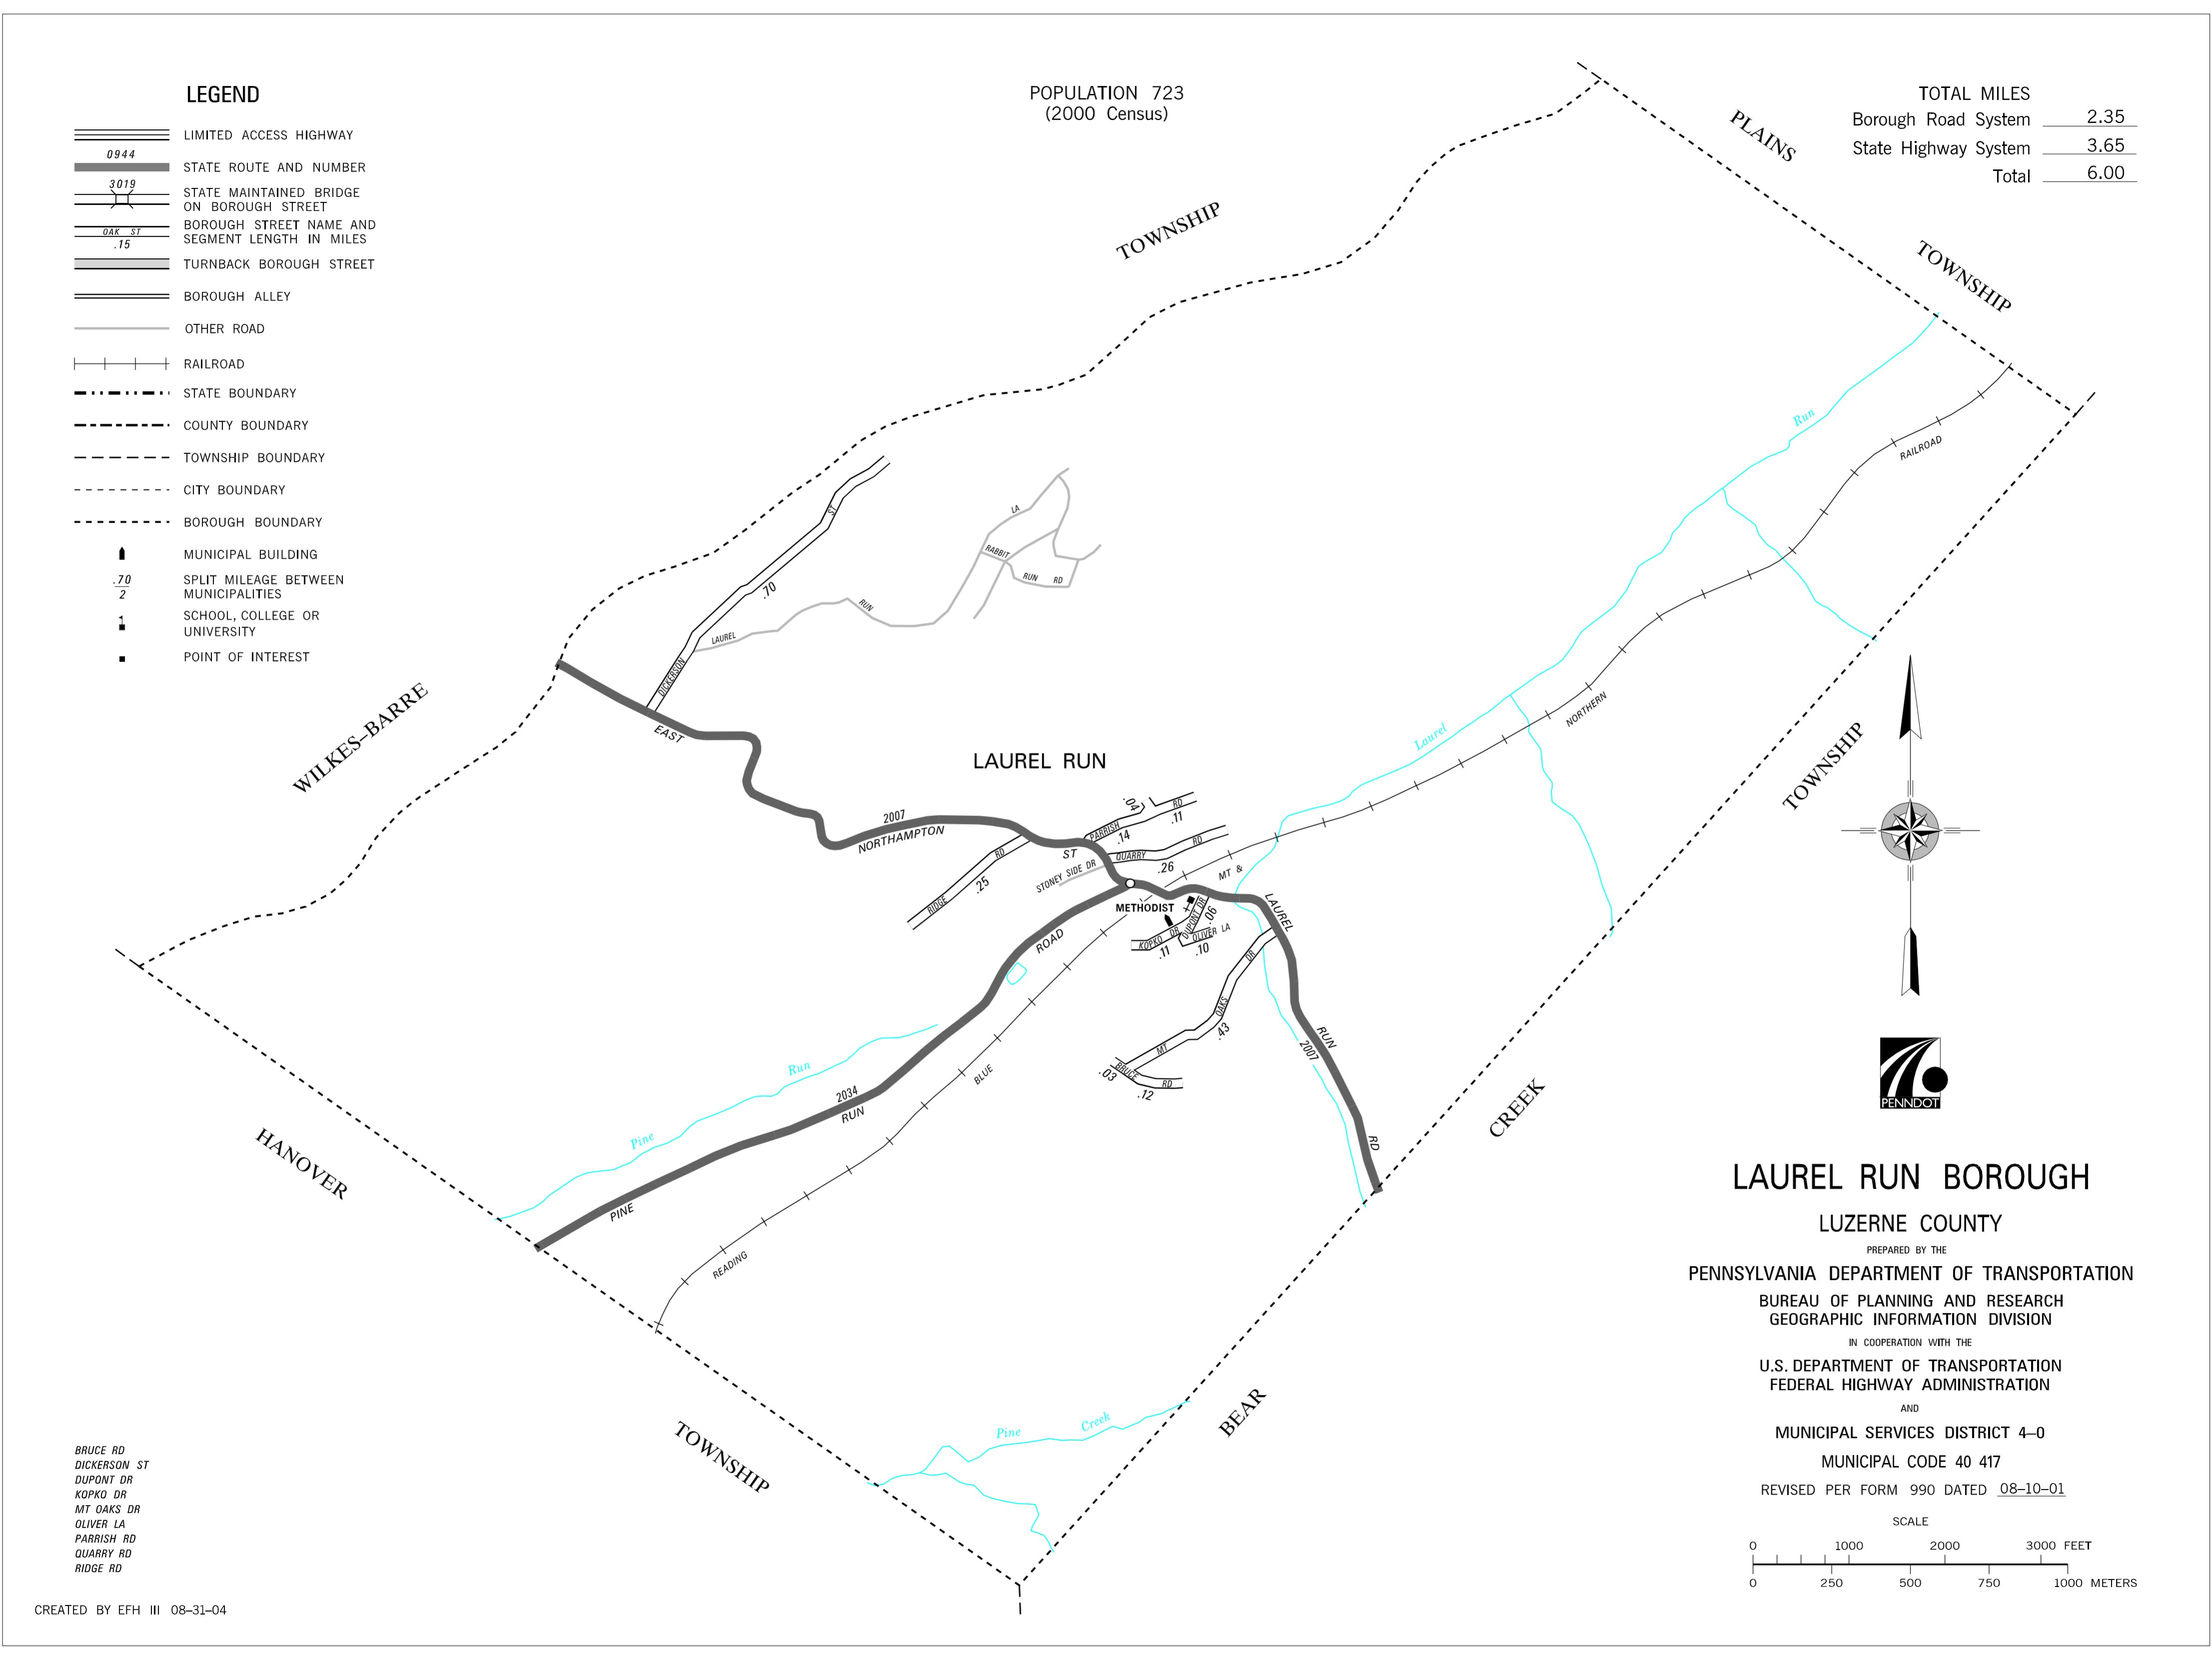 LEGEND
LIMITED ACCESS HIGHWAY
0944
STATE ROUTE AND NUMBER
3019
STATE MAINTAINED BRIDGE
ON BOROUGH STREET
OAK ST
.15
BOROUGH STREET NAME AND
SEGMENT LENGTH IN MILES
TURNBACK BOROUGH STREET
BOROUGH ALLEY
OTHER ROAD
RAILROAD
STATE BOUNDARY
COUNTY BOUNDARY
TOWNSHIP BOUNDARY
CITY BOUNDARY
BOROUGH BOUNDARY
MUNICIPAL BUILDING
.70
2
SPLIT MILEAGE BETWEEN
MUNICIPALITIES
SCHOOL, COLLEGE OR
UNIVERSITY
POINT OF INTEREST
POPULATION 723
(2000 Census)
TOTAL MILES
Borough Road System 2.35
State Highway System 3.65
Total 6.00
PLAINS
TOWNSHIP
WILKES–BARRE
TOWNSHIP
HANOVER
TOWNSHIP
BEAR
CREEK
TOWNSHIP
LAUREL RUN
DICKERSON ST
.70
LAUREL RUN LA
RABBIT RUN RD
EAST
2007
NORTHAMPTON
ST
RIDGE RD
.25
PARRISH RD
.04
.14
.11
QUARRY RD
.26
STONEY SIDE DR
METHODIST
KOPKO DR
.11
DUPONT DR
.06
OLIVER LA
.10
MT OAKS DR
.43
BRUCE RD
.03
.12
LAUREL
RUN
2007
RD
PINE
RUN
ROAD
2034
READING
BLUE
MT &
NORTHERN
RAILROAD
Laurel
Run
Pine
Run
Pine
Creek
PENNDOT
LAUREL RUN BOROUGH
LUZERNE COUNTY
PREPARED BY THE
PENNSYLVANIA DEPARTMENT OF TRANSPORTATION
BUREAU OF PLANNING AND RESEARCH
GEOGRAPHIC INFORMATION DIVISION
IN COOPERATION WITH THE
U.S. DEPARTMENT OF TRANSPORTATION
FEDERAL HIGHWAY ADMINISTRATION
AND
MUNICIPAL SERVICES DISTRICT 4–0
MUNICIPAL CODE 40 417
REVISED PER FORM 990 DATED 08–10–01
SCALE
0 1000 2000 3000 FEET
0 250 500 750 1000 METERS
BRUCE RD
DICKERSON ST
DUPONT DR
KOPKO DR
MT OAKS DR
OLIVER LA
PARRISH RD
QUARRY RD
RIDGE RD
CREATED BY EFH III 08–31–04